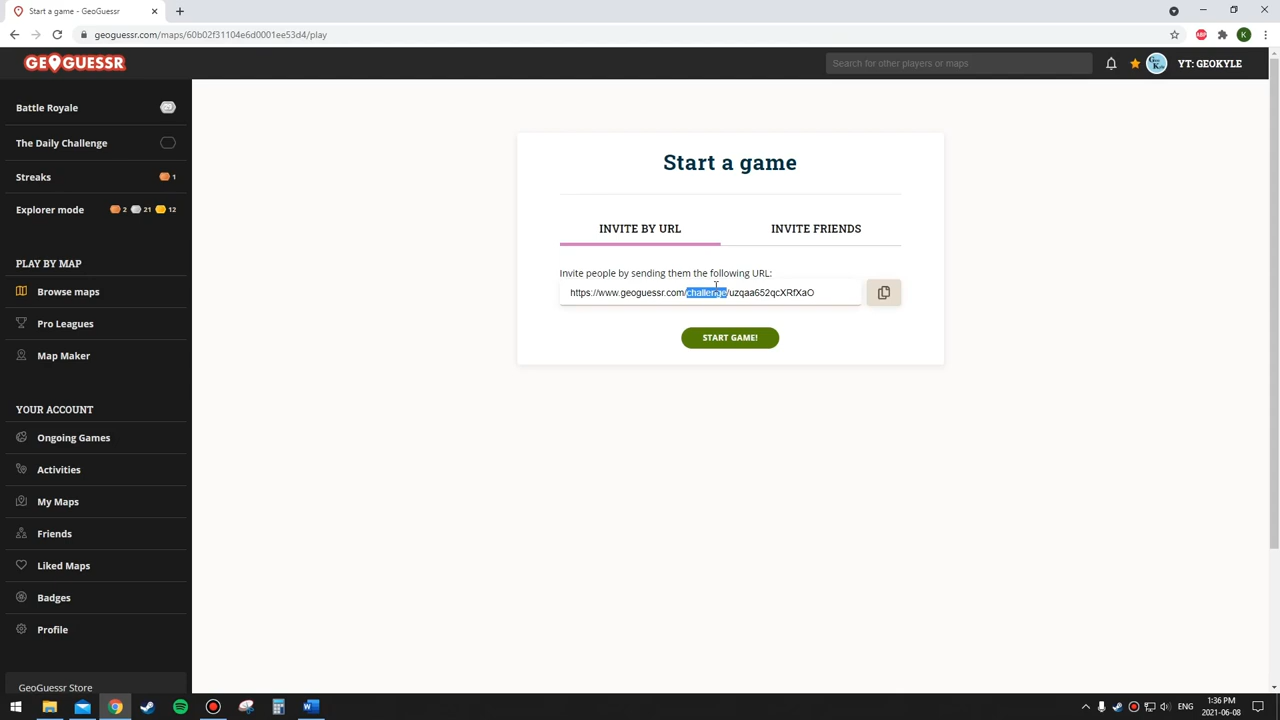 Start a game - GeoGuessr
geoguessr.com/maps/60b02f31104e6d0001ee53d4/play
ABP
K
GEOGUESSR
Search for other players or maps
YT: GEOKYLE
Battle Royale
The Daily Challenge
Streaks
1
Explorer mode
2
21
12
PLAY BY MAP
Browse maps
Pro Leagues
Map Maker
YOUR ACCOUNT
Ongoing Games
Activities
My Maps
Friends
Liked Maps
Badges
Profile
GeoGuessr Store
Start a game
INVITE BY URL
INVITE FRIENDS
Invite people by sending them the following URL:
https://www.geoguessr.com/challenge/uzqaa652qcXRfXaO
START GAME!
ENG
1:36 PM
2021-06-08